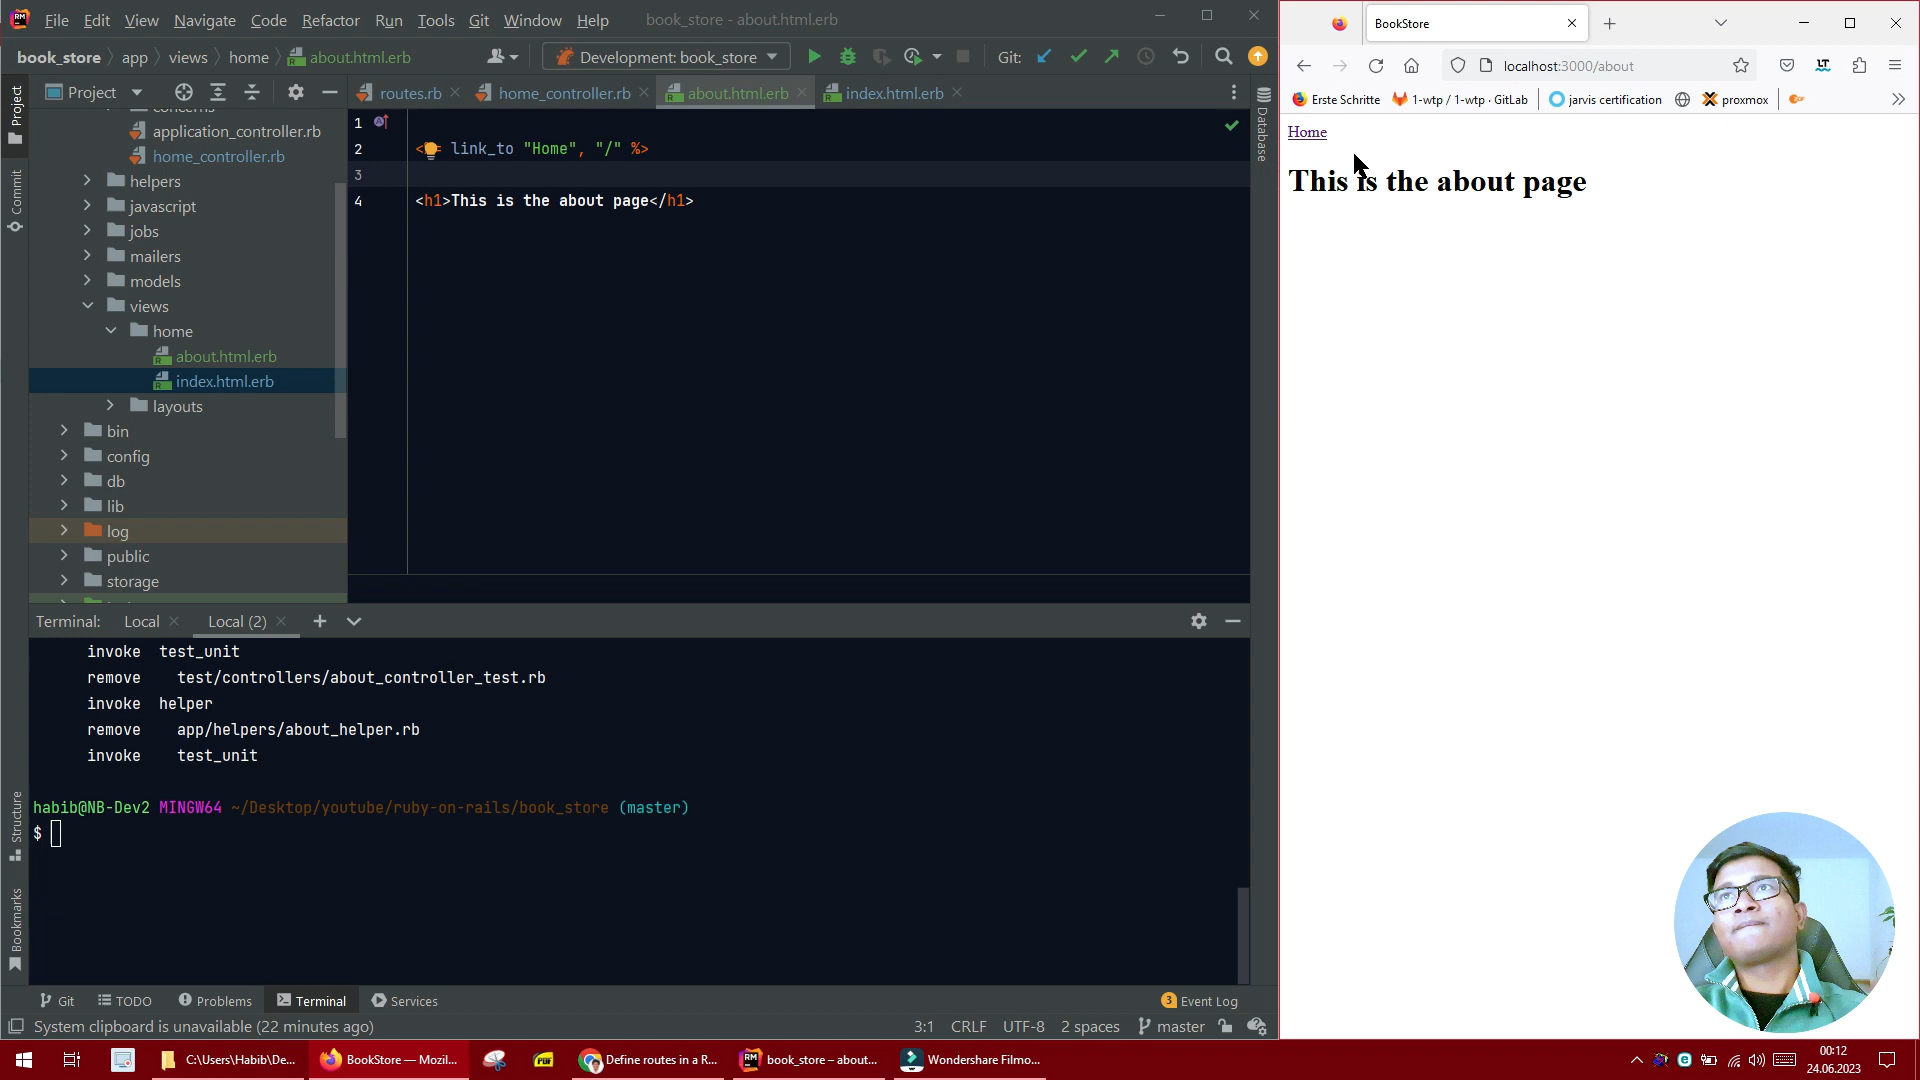 File Edit View Navigate Code Refactor Run Tools Git Window Help book_store - about.html.erb
book_store app views home about.html.erb Development: book_store Git:
Project
routes.rb home_controller.rb about.html.erb index.html.erb
Project
Commit
Structure
Bookmarks
Database
application_controller.rb
home_controller.rb
helpers
javascript
jobs
mailers
models
views
home
about.html.erb
index.html.erb
layouts
bin
config
db
lib
log
public
storage
1
2 <%= link_to "Home", "/" %>
3
4 <h1>This is the about page</h1>
Terminal: Local Local (2)
invoke test_unit
remove test/controllers/about_controller_test.rb
invoke helper
remove app/helpers/about_helper.rb
invoke test_unit
habib@NB-Dev2 MINGW64 ~/Desktop/youtube/ruby-on-rails/book_store (master)
$
Git TODO Problems Terminal Services 3 Event Log
System clipboard is unavailable (22 minutes ago) 3:1 CRLF UTF-8 2 spaces master
BookStore
localhost:3000/about
Erste Schritte 1-wtp / 1-wtp · GitLab jarvis certification proxmox
Home
This is the about page
C:\Users\Habib\De... BookStore — Mozil... Define routes in a R... book_store – about... Wondershare Filmo...
00:12
24.06.2023